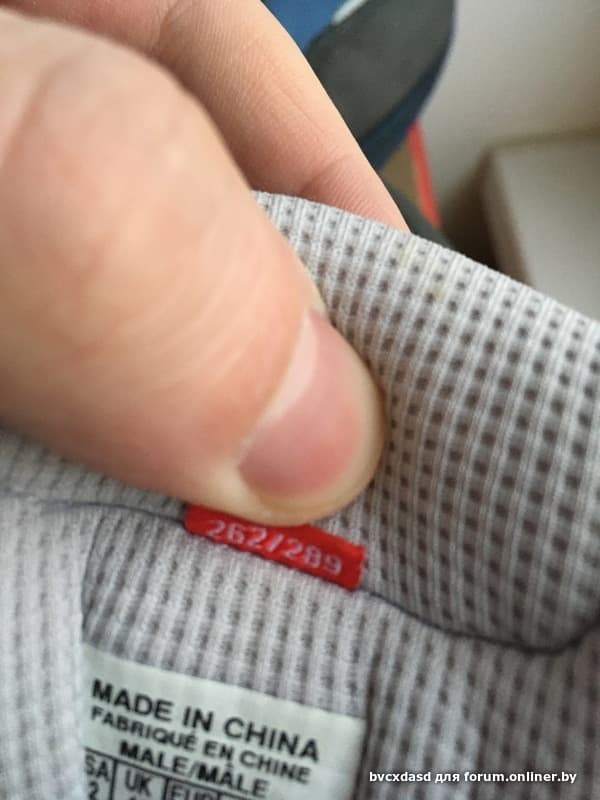 262/289
MADE IN CHINA
FABRIQUÉ EN CHINE
MALE/MÂLE
UK
bvcxdasd для forum.onliner.by